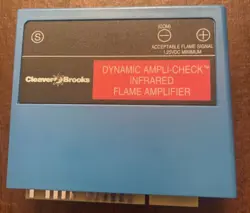 S
(COM)
− +
ACCEPTABLE FLAME SIGNAL
1.25VDC MINIMUM
Cleaver Brooks
DYNAMIC AMPLI-CHECK™
INFRARED
FLAME AMPLIFIER